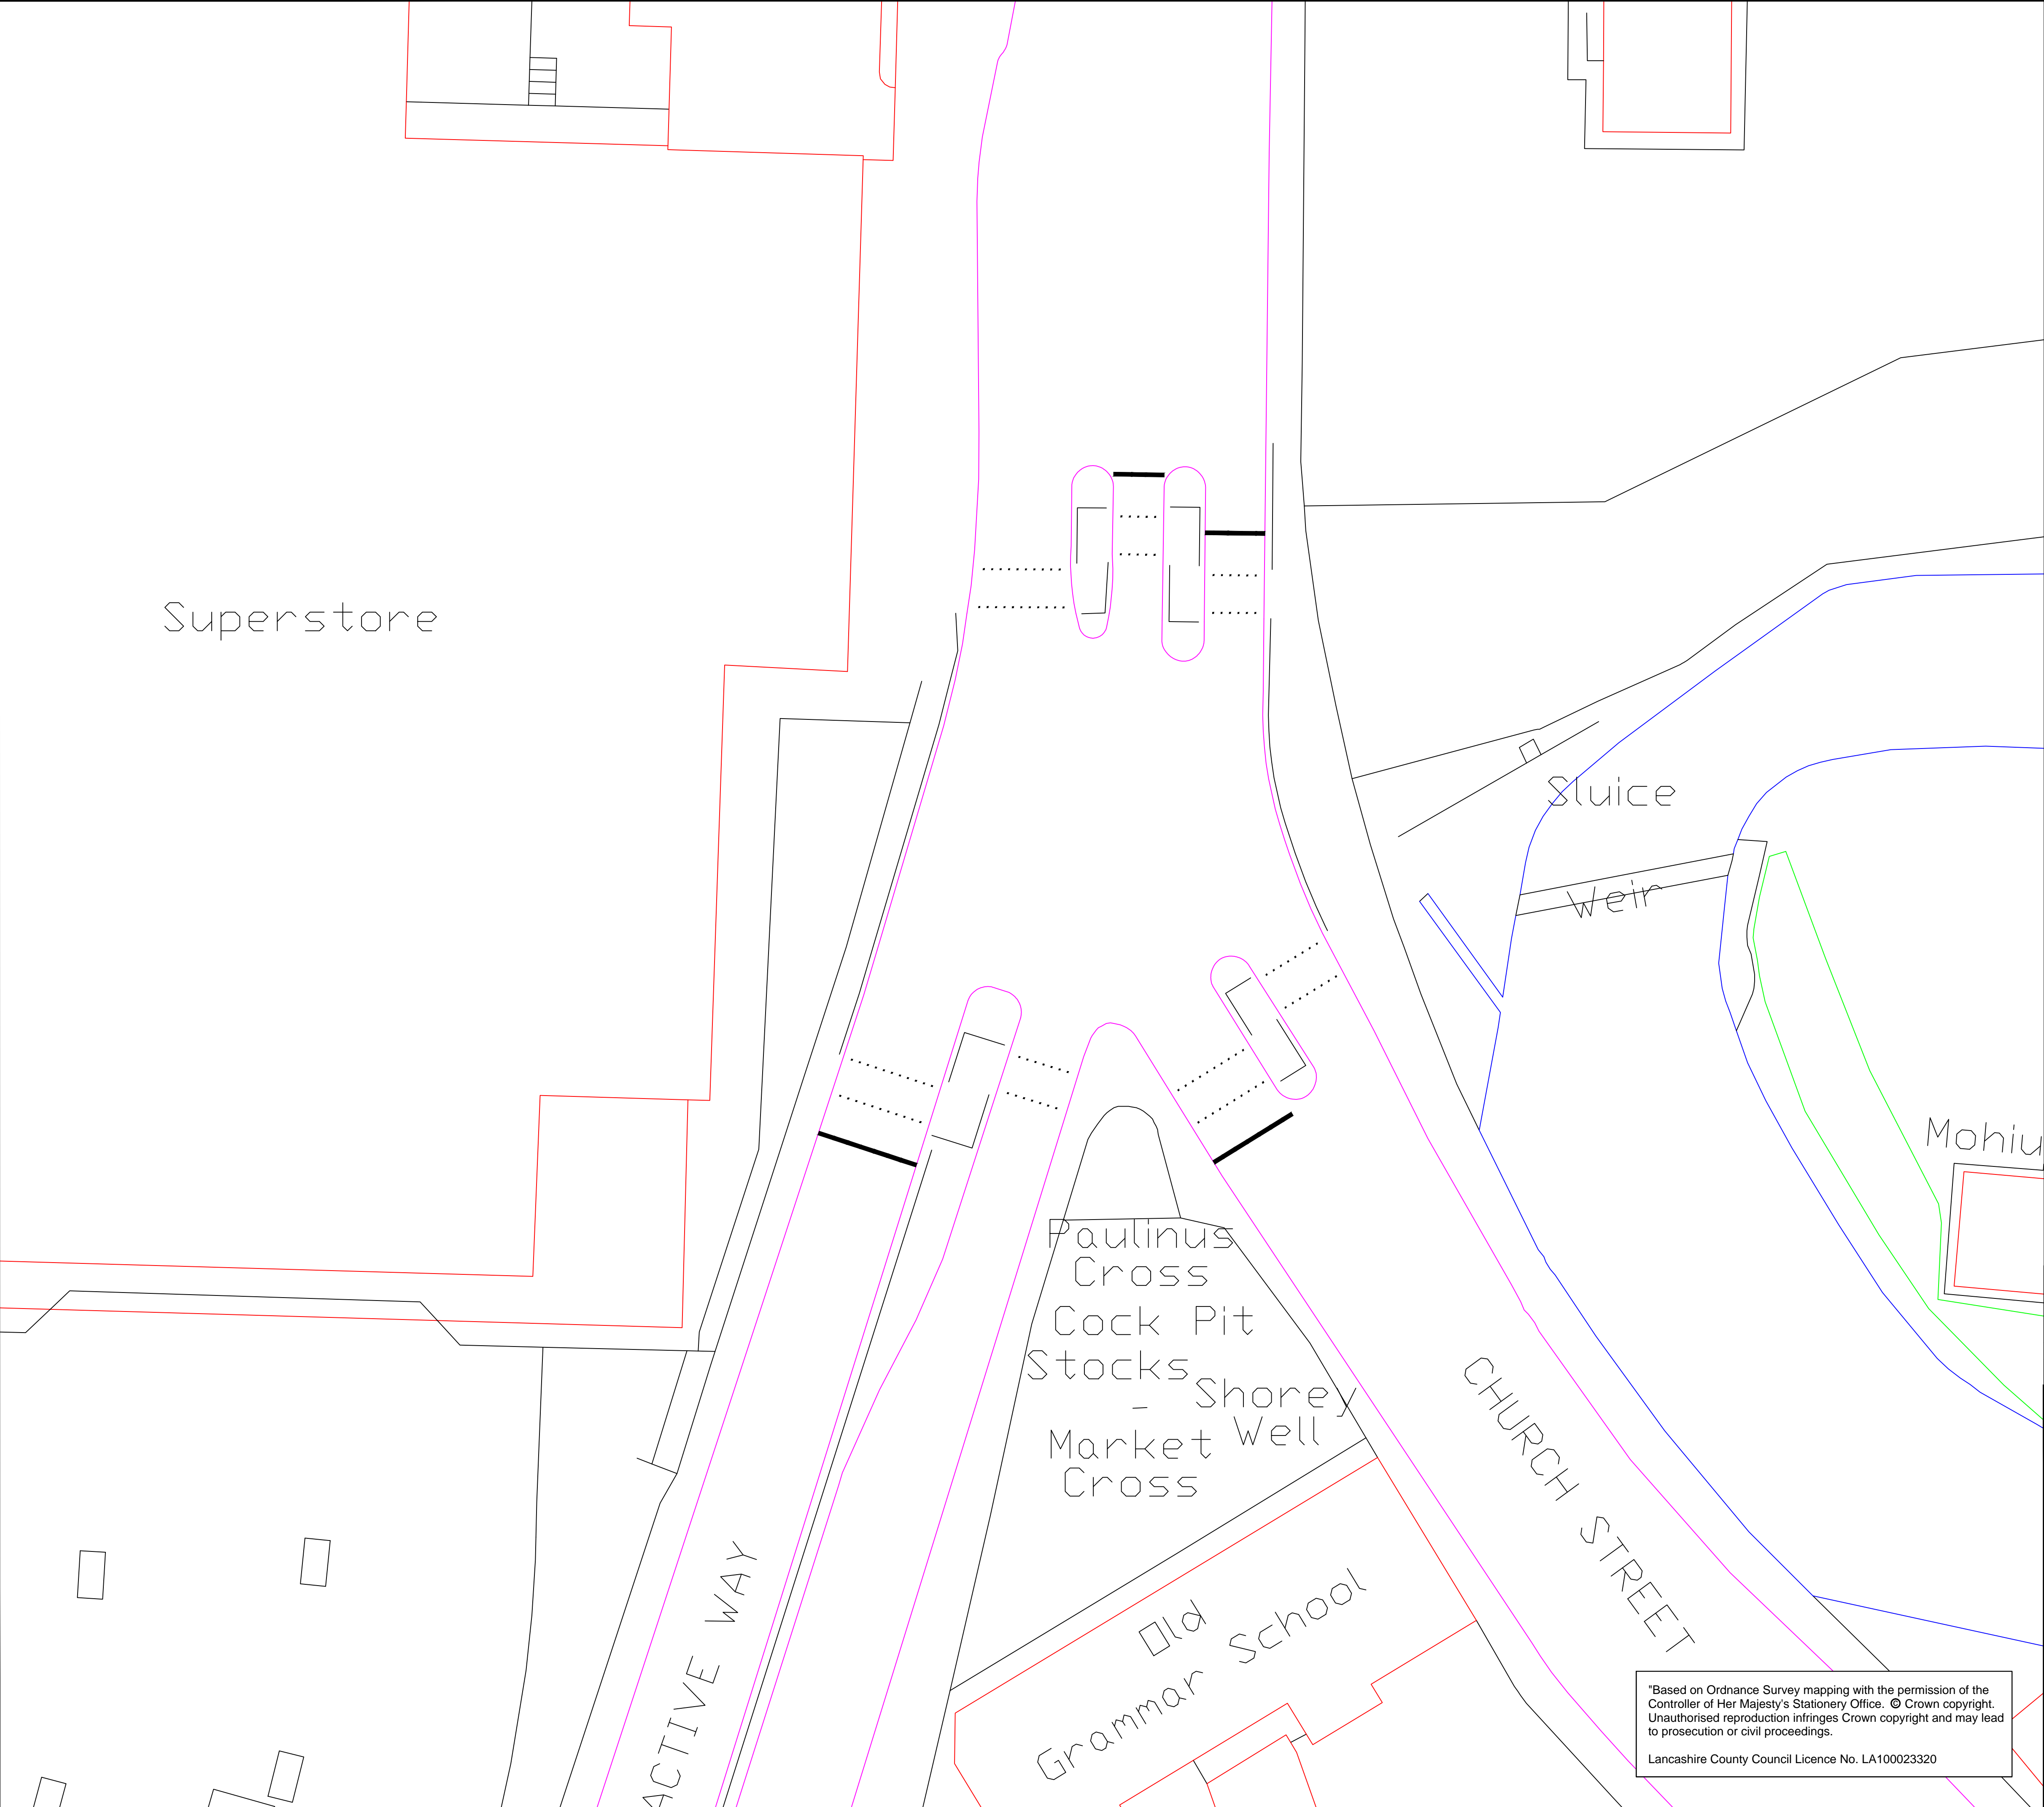 Superstore
Sluice
Weir
Mohiu
Paulinus
Cross
Cock Pit
Stocks
-
Shorey
Well
Market
Cross
CHURCH STREET
ACTIVE WAY
Old
Grammar School
"Based on Ordnance Survey mapping with the permission of the
Controller of Her Majesty's Stationery Office. © Crown copyright.
Unauthorised reproduction infringes Crown copyright and may lead
to prosecution or civil proceedings.
Lancashire County Council Licence No. LA100023320